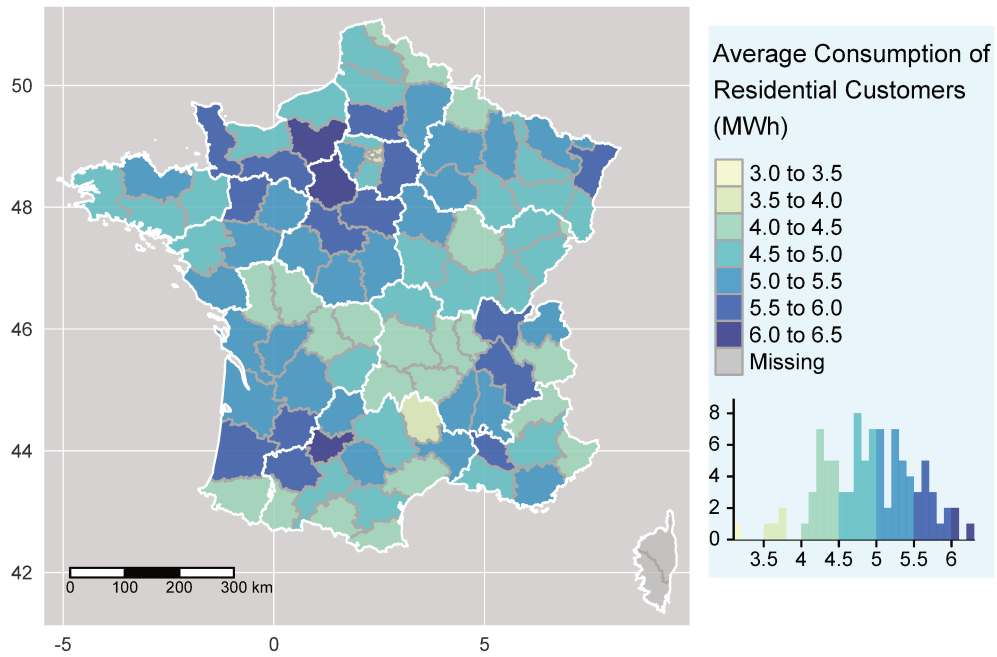 50
48
46
44
42
-5
0
5
0
100
200
300 km
Average Consumption of
Residential Customers
(MWh)
3.0 to 3.5
3.5 to 4.0
4.0 to 4.5
4.5 to 5.0
5.0 to 5.5
5.5 to 6.0
6.0 to 6.5
Missing
8
6
4
2
0
3.5
4
4.5
5
5.5
6